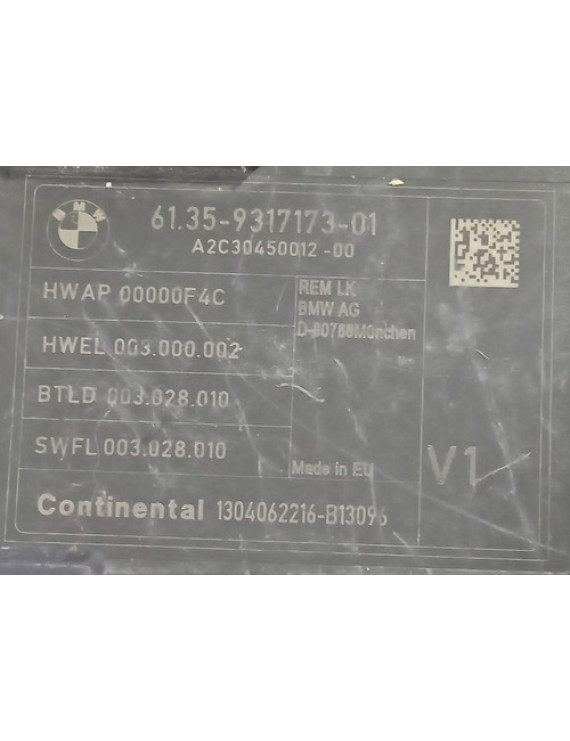 BMW
61.35-9317173-01
A2C30450012-00
HWAP 00000F4C
REM LK
BMW AG
D-80788München
HWEL 003.000.002
BTLD 003.028.010
SWFL 003.028.010
Made in EU
V1
Continental 1304062216-B13096